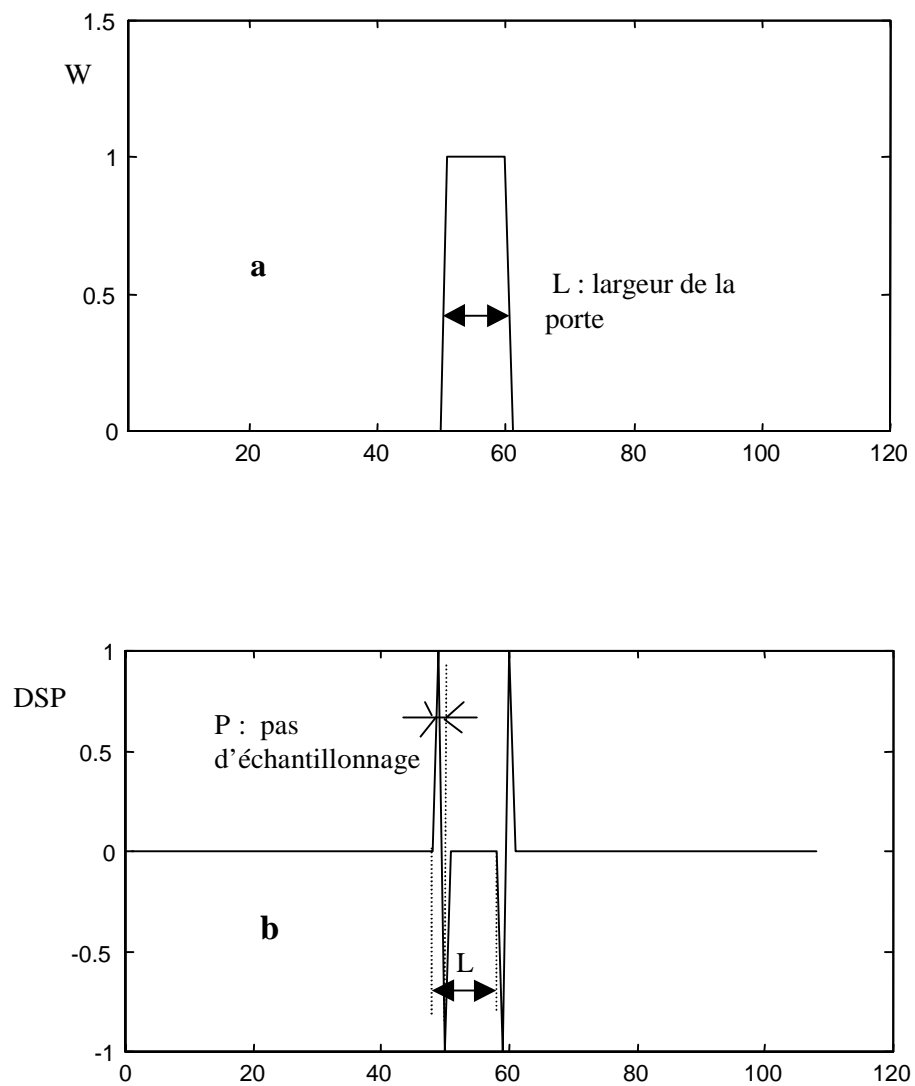 1.5
W
1
a
0.5
L : largeur de la
porte
0
20 40 60 80 100 120
1
DSP
P : pas
d’échantillonnage
0.5
0
b
-0.5
L
-1
0 20 40 60 80 100 120